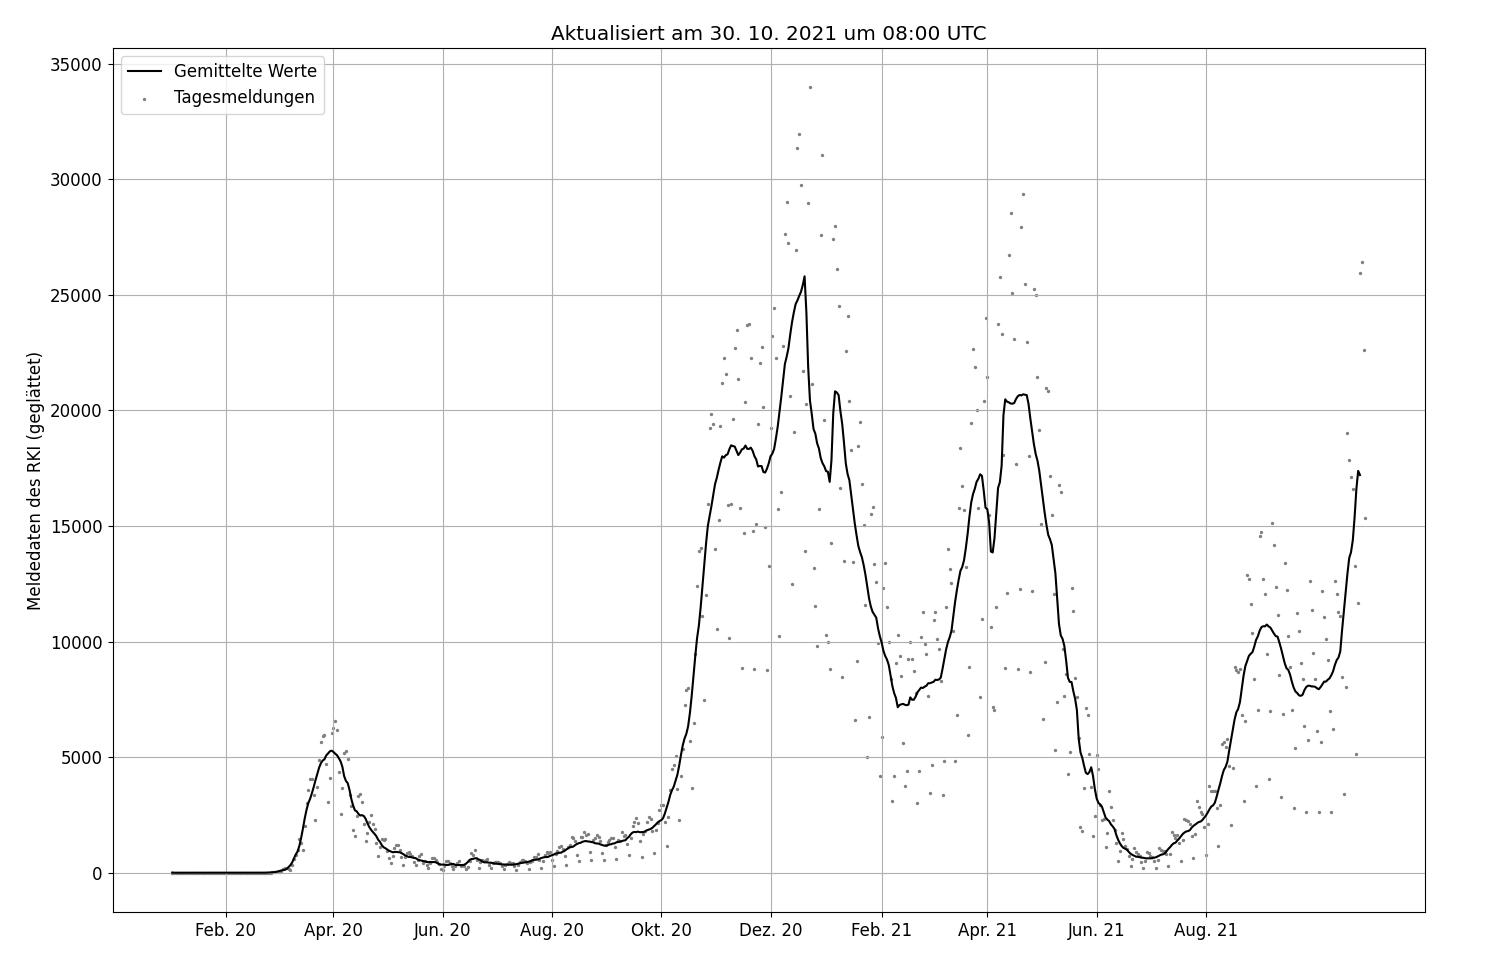 Aktualisiert am 30. 10. 2021 um 08:00 UTC
Gemittelte Werte
Tagesmeldungen
Meldedaten des RKI (geglättet)
35000
30000
25000
20000
15000
10000
5000
0
Feb. 20 Apr. 20 Jun. 20 Aug. 20 Okt. 20 Dez. 20 Feb. 21 Apr. 21 Jun. 21 Aug. 21